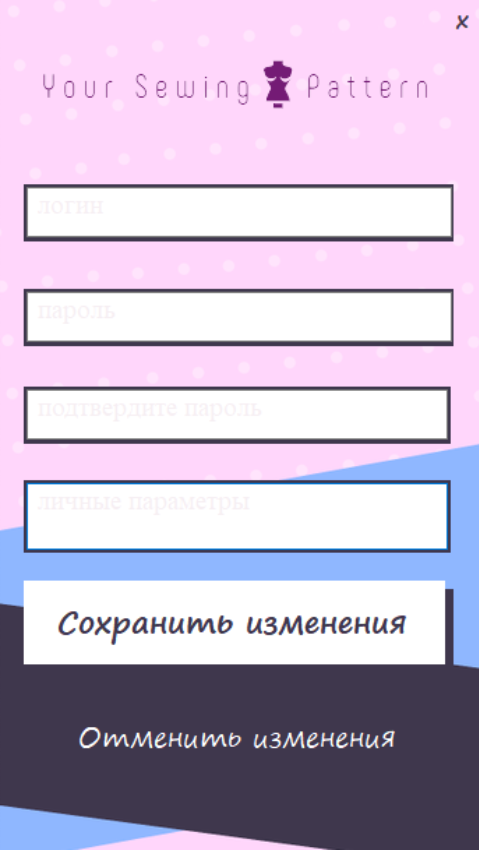 ✘
Your Sewing Pattern
логин
пароль
подтвердите пароль
личные параметры
Сохранить изменения
Отменить изменения